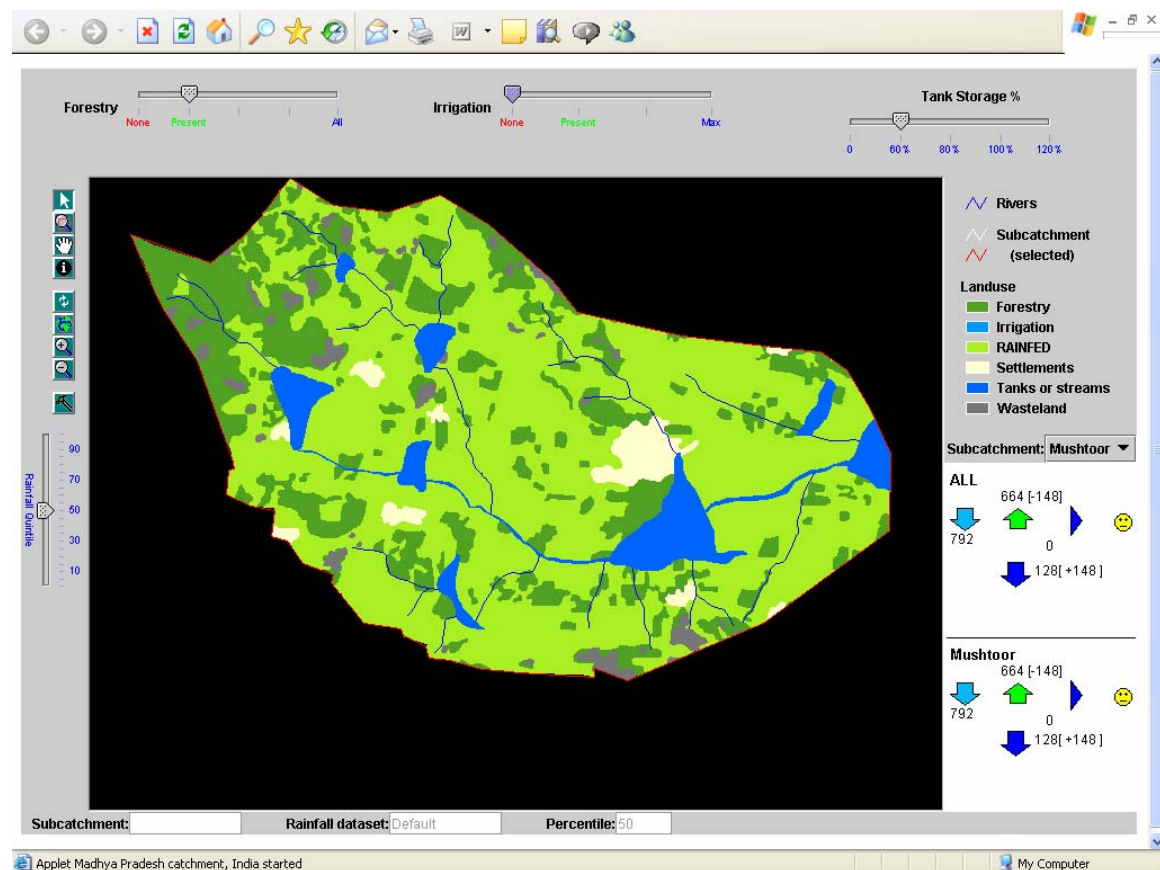 Forestry
None Present All
Irrigation
None Present Max
Tank Storage %
0 60% 80% 100% 120%
Rivers
Subcatchment
(selected)
Landuse
Forestry
Irrigation
RAINFED
Settlements
Tanks or streams
Wasteland
Rainfall Quintile
90
70
50
30
10
Subcatchment: Mushtoor
ALL
664 [-148]
792
0
128[ +148 ]
Mushtoor
664 [-148]
792
0
128[ +148 ]
Subcatchment: Rainfall dataset: Default Percentile: 50
Applet Madhya Pradesh catchment, India started My Computer